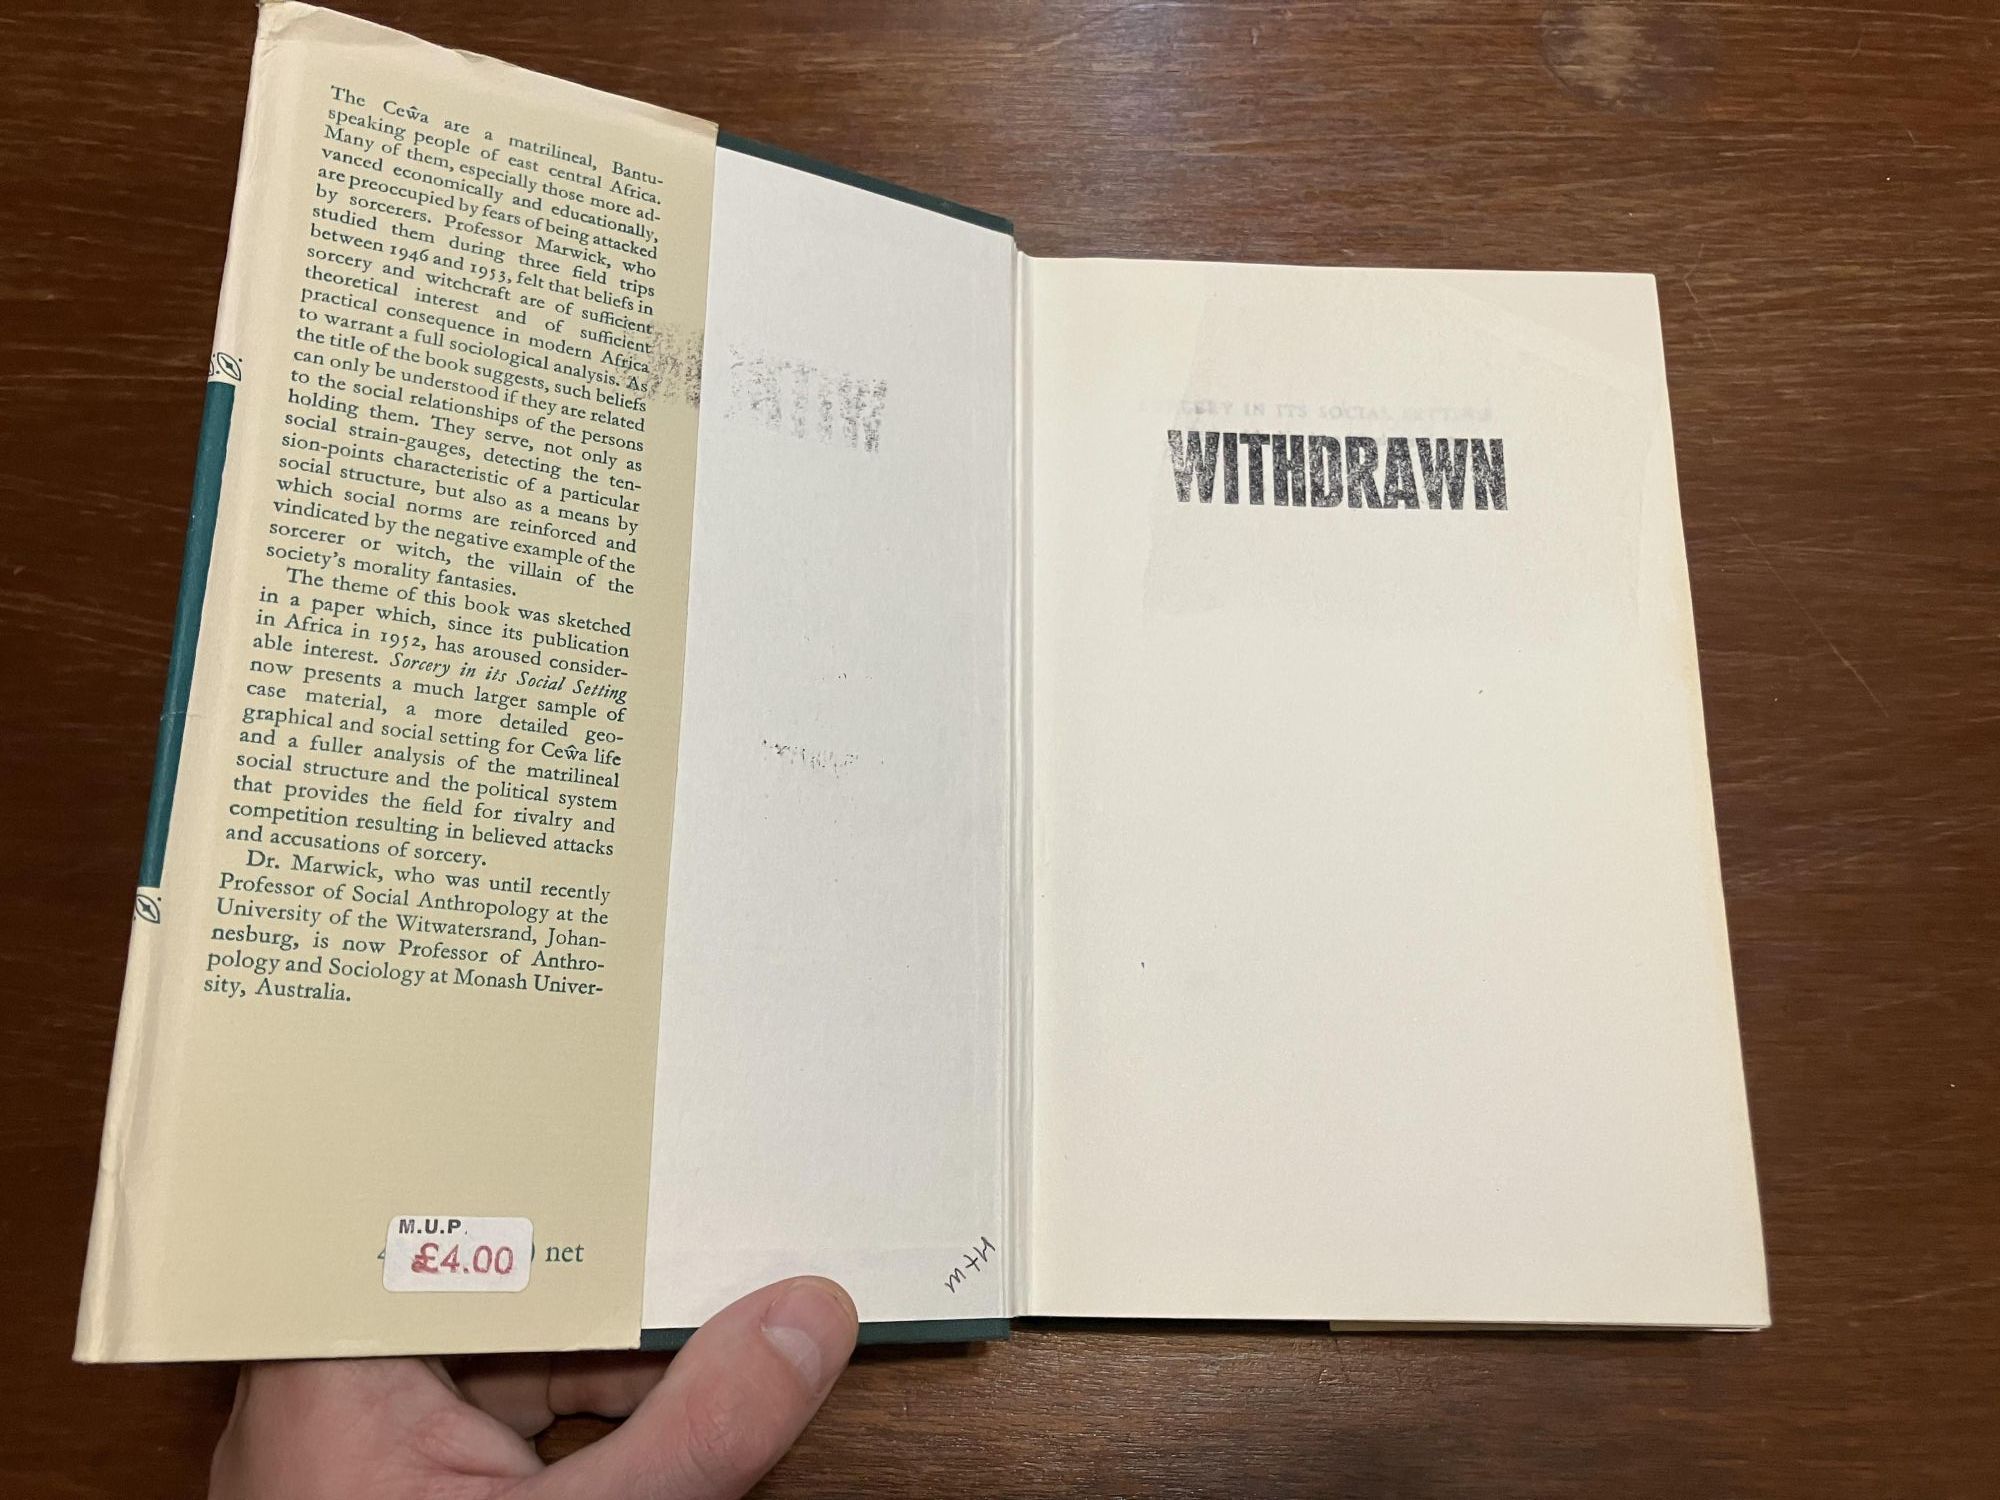 The Ceŵa are a matrilineal, Bantu-
speaking people of east central Africa.
Many of them, especially those more ad-
vanced economically and educationally,
are preoccupied by fears of being attacked
by sorcerers. Professor Marwick, who
studied them during three field trips
between 1946 and 1953, felt that beliefs in
sorcery and witchcraft are of sufficient
theoretical interest and of sufficient
practical consequence in modern Africa
to warrant a full sociological analysis. As
the title of the book suggests, such beliefs
can only be understood if they are related
to the social relationships of the persons
holding them. They serve, not only as
social strain-gauges, detecting the ten-
sion-points characteristic of a particular
social structure, but also as a means by
which social norms are reinforced and
vindicated by the negative example of the
sorcerer or witch, the villain of the
society's morality fantasies.
The theme of this book was sketched
in a paper which, since its publication
in Africa in 1952, has aroused consider-
able interest. Sorcery in its Social Setting
now presents a much larger sample of
case material, a more detailed geo-
graphical and social setting for Ceŵa life
and a fuller analysis of the matrilineal
social structure and the political system
that provides the field for rivalry and
competition resulting in believed attacks
and accusations of sorcery.
Dr. Marwick, who was until recently
Professor of Social Anthropology at the
University of the Witwatersrand, Johan-
nesburg, is now Professor of Anthro-
pology and Sociology at Monash Univer-
sity, Australia.
M.U.P.
£4.00
net
IN ITS SOCIAL
WITHDRAWN